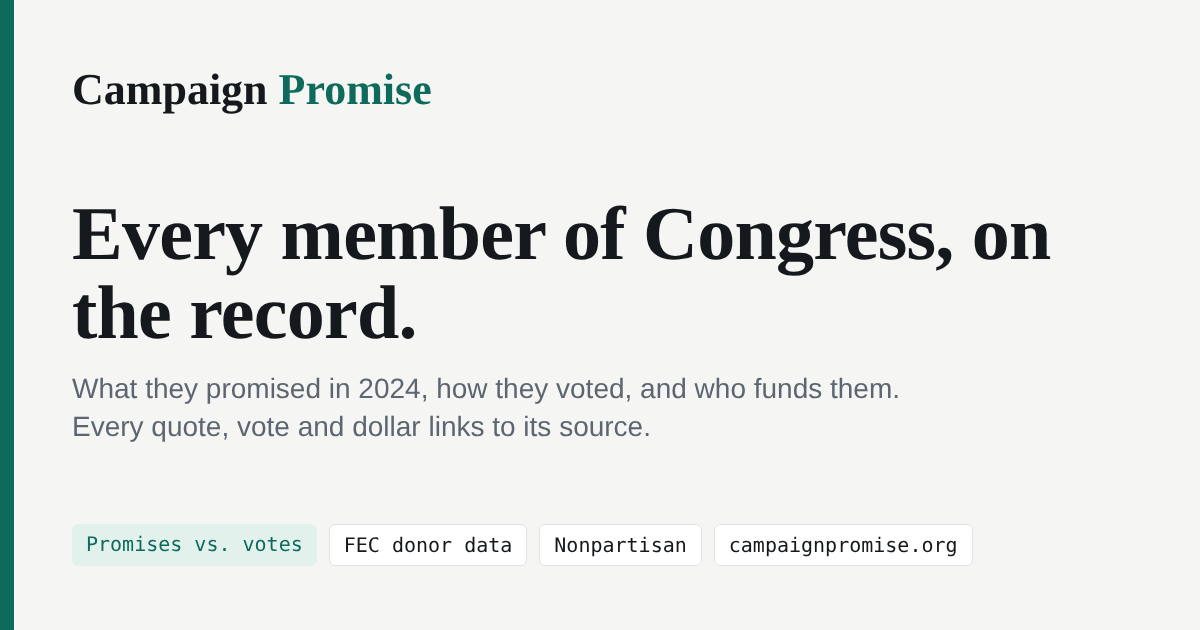 Campaign Promise
Every member of Congress, on
the record.
What they promised in 2024, how they voted, and who funds them.
Every quote, vote and dollar links to its source.
Promises vs. votes
FEC donor data
Nonpartisan
campaignpromise.org